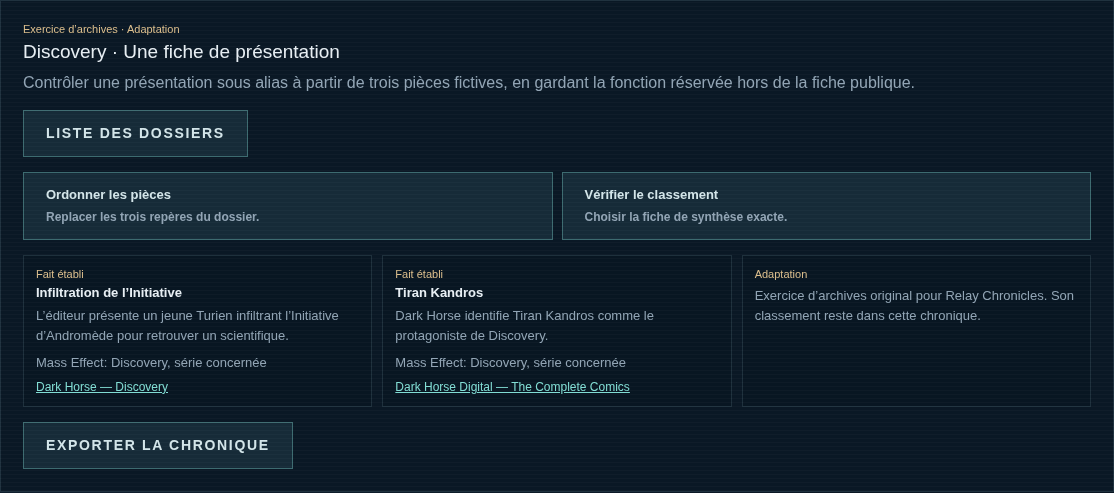 Exercice d’archives · Adaptation
Discovery · Une fiche de présentation
Contrôler une présentation sous alias à partir de trois pièces fictives, en gardant la fonction réservée hors de la fiche publique.
LISTE DES DOSSIERS
Ordonner les pièces
Replacer les trois repères du dossier.
Vérifier le classement
Choisir la fiche de synthèse exacte.
Fait établi
Infiltration de l’Initiative
L’éditeur présente un jeune Turien infiltrant l’Initiative
d’Andromède pour retrouver un scientifique.
Mass Effect: Discovery, série concernée
Dark Horse — Discovery
Fait établi
Tiran Kandros
Dark Horse identifie Tiran Kandros comme le
protagoniste de Discovery.
Mass Effect: Discovery, série concernée
Dark Horse Digital — The Complete Comics
Adaptation
Exercice d’archives original pour Relay Chronicles. Son
classement reste dans cette chronique.
EXPORTER LA CHRONIQUE